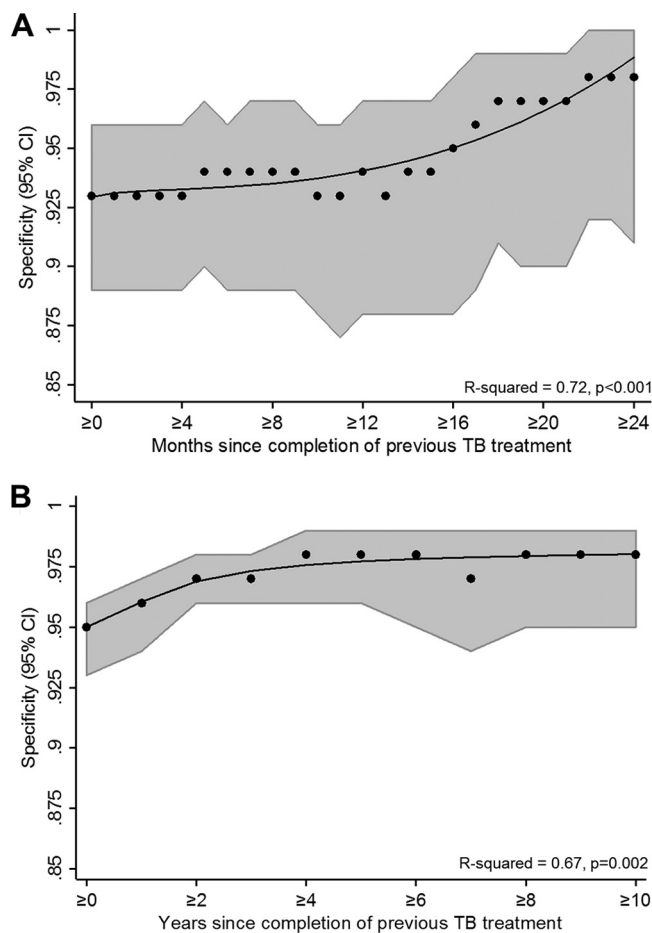 A
Specificity (95% CI)
1
.975
.95
.925
.9
.875
.85
R-squared = 0.72, p<0.001
≥0 ≥4 ≥8 ≥12 ≥16 ≥20 ≥24
Months since completion of previous TB treatment
B
Specificity (95% CI)
1
.975
.95
.925
.9
.875
.85
R-squared = 0.67, p=0.002
≥0 ≥2 ≥4 ≥6 ≥8 ≥10
Years since completion of previous TB treatment